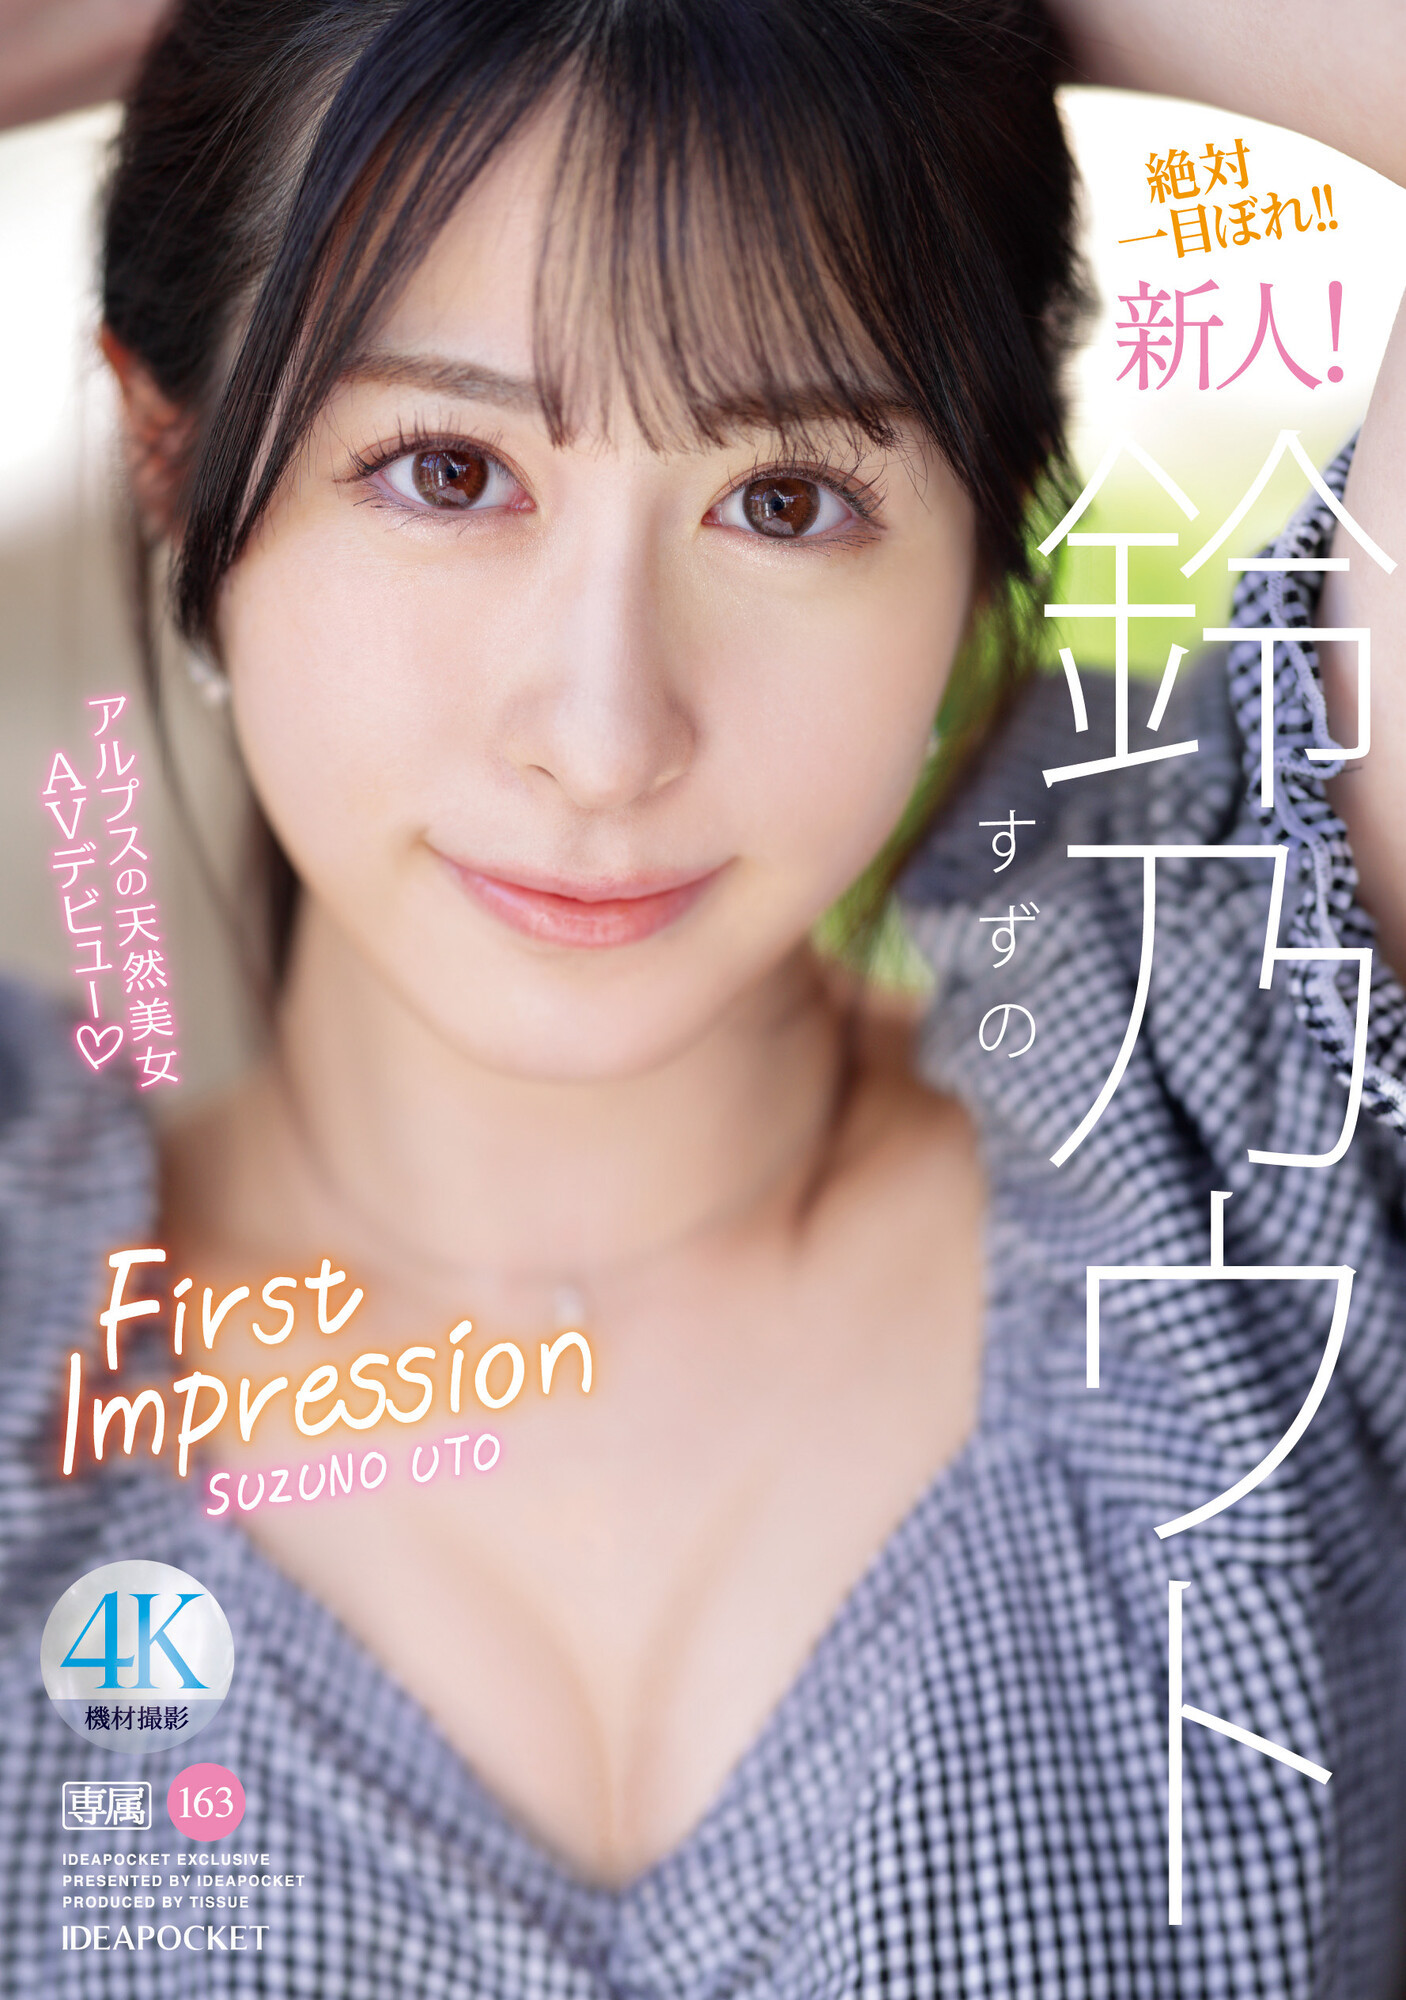 絶対
一目ぼれ!!
新人!
鈴乃ウト
すずの
アルプスの天然美女
AVデビュー♡
First
Impression
SUZUNO UTO
4K
機材撮影
専属 163
IDEAPOCKET EXCLUSIVE
PRESENTED BY IDEAPOCKET
PRODUCED BY TISSUE
IDEAPOCKET